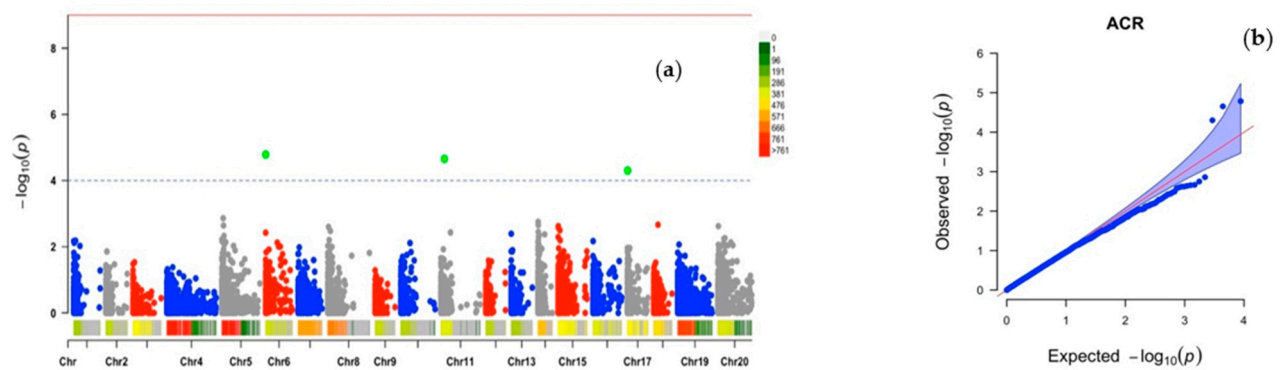 ACR
(a)
(b)
−log10(p)
8
6
4
2
0
0
1
96
191
286
381
476
571
666
761
>761
Chr Chr2 Chr4 Chr5 Chr6 Chr8 Chr9 Chr11 Chr13 Chr15 Chr17 Chr19 Chr20
Observed −log10(p)
6
5
4
3
2
1
0
0 1 2 3 4
Expected −log10(p)